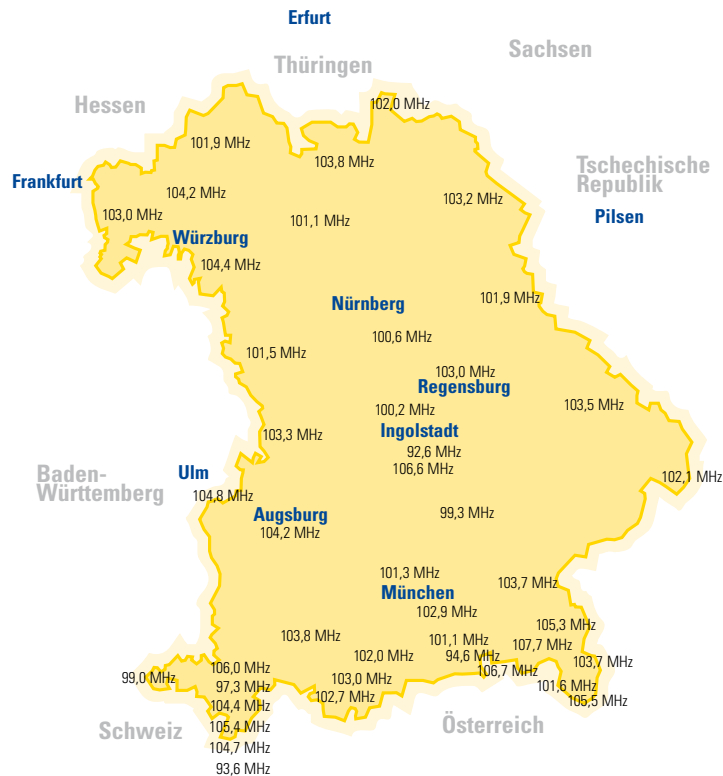 Erfurt
Sachsen
Thüringen
Hessen
102,0 MHz
101,9 MHz
103,8 MHz
Tschechische
Republik
Frankfurt
104,2 MHz
103,2 MHz
103,0 MHz
101,1 MHz
Pilsen
Würzburg
104,4 MHz
101,9 MHz
Nürnberg
100,6 MHz
101,5 MHz
103,0 MHz
Regensburg
103,5 MHz
100,2 MHz
Ingolstadt
103,3 MHz
92,6 MHz
106,6 MHz
Baden-
Württemberg
Ulm
102,1 MHz
104,8 MHz
Augsburg
99,3 MHz
104,2 MHz
101,3 MHz
103,7 MHz
München
102,9 MHz
105,3 MHz
103,8 MHz
101,1 MHz
107,7 MHz
102,0 MHz
94,6 MHz
103,7 MHz
106,0 MHz
106,7 MHz
99,0 MHz
103,0 MHz
97,3 MHz
101,6 MHz
102,7 MHz
105,5 MHz
104,4 MHz
Schweiz
Österreich
105,4 MHz
104,7 MHz
93,6 MHz